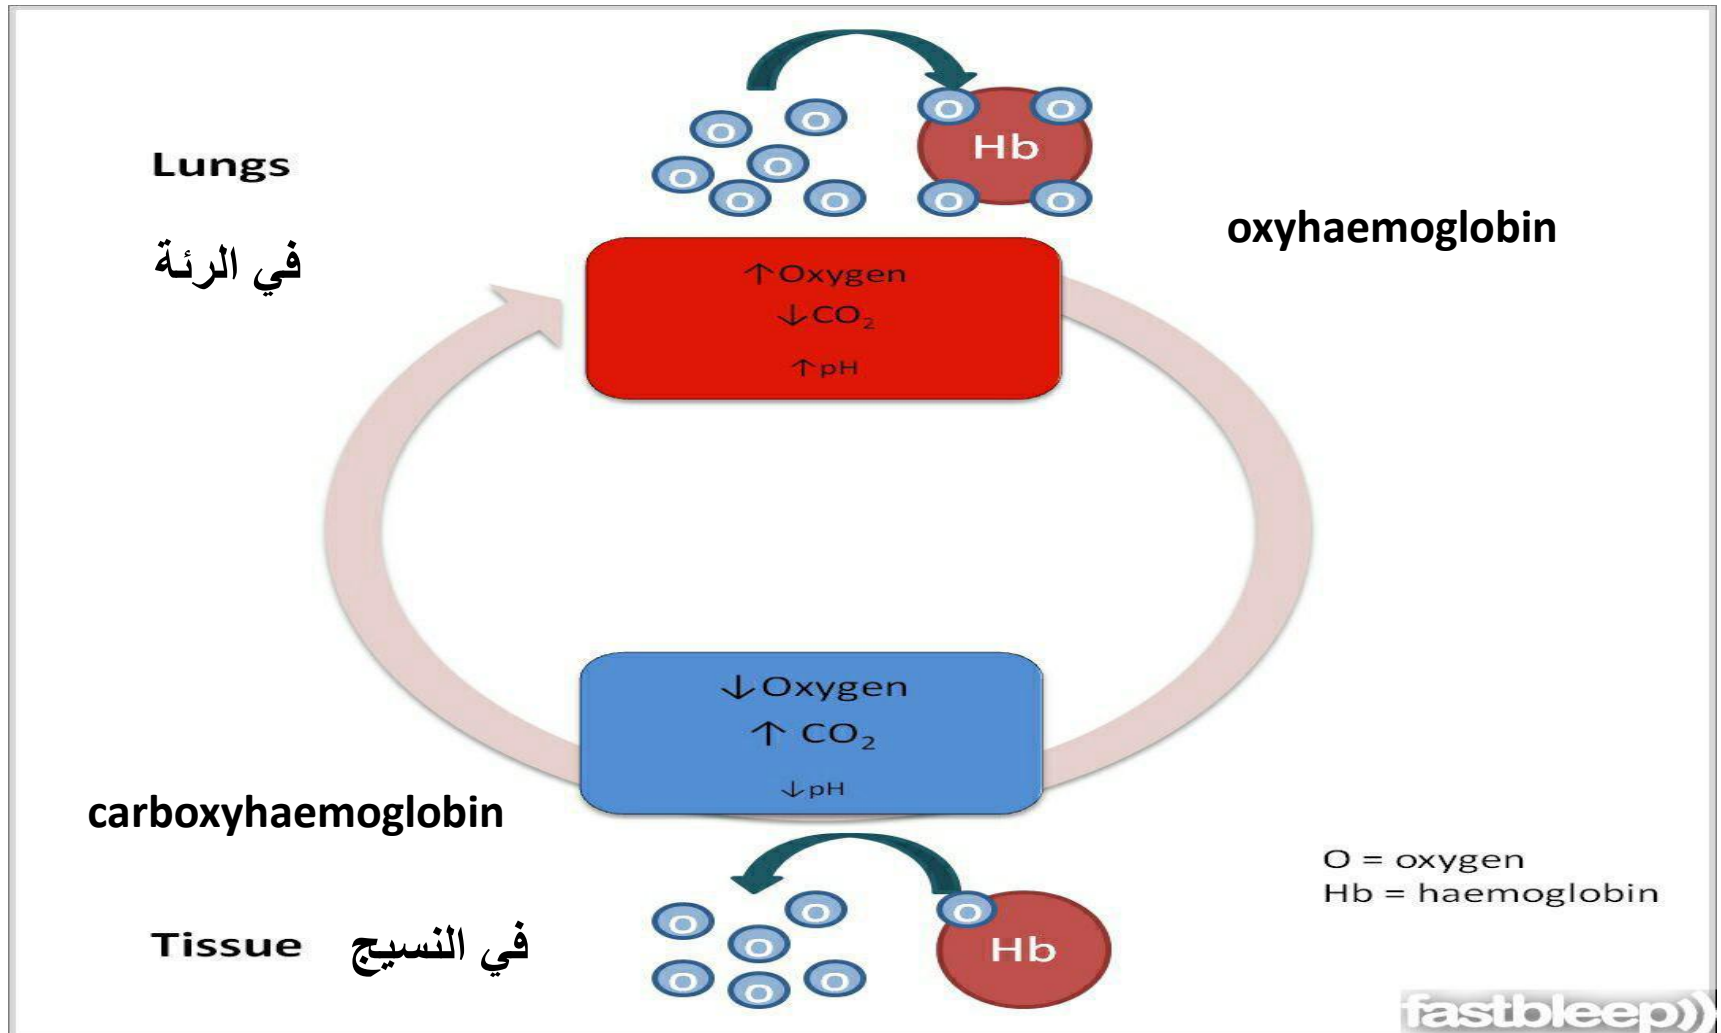 O
O
O
O
O
O
O
O
O
O
Hb
Lungs
في الرئة
oxyhaemoglobin
↑Oxygen
↓CO₂
↑pH
↓Oxygen
↑ CO₂
↓pH
carboxyhaemoglobin
O = oxygen
Hb = haemoglobin
Tissue في النسيج
O
O
O
O
O
O
O
Hb
fastbleep))